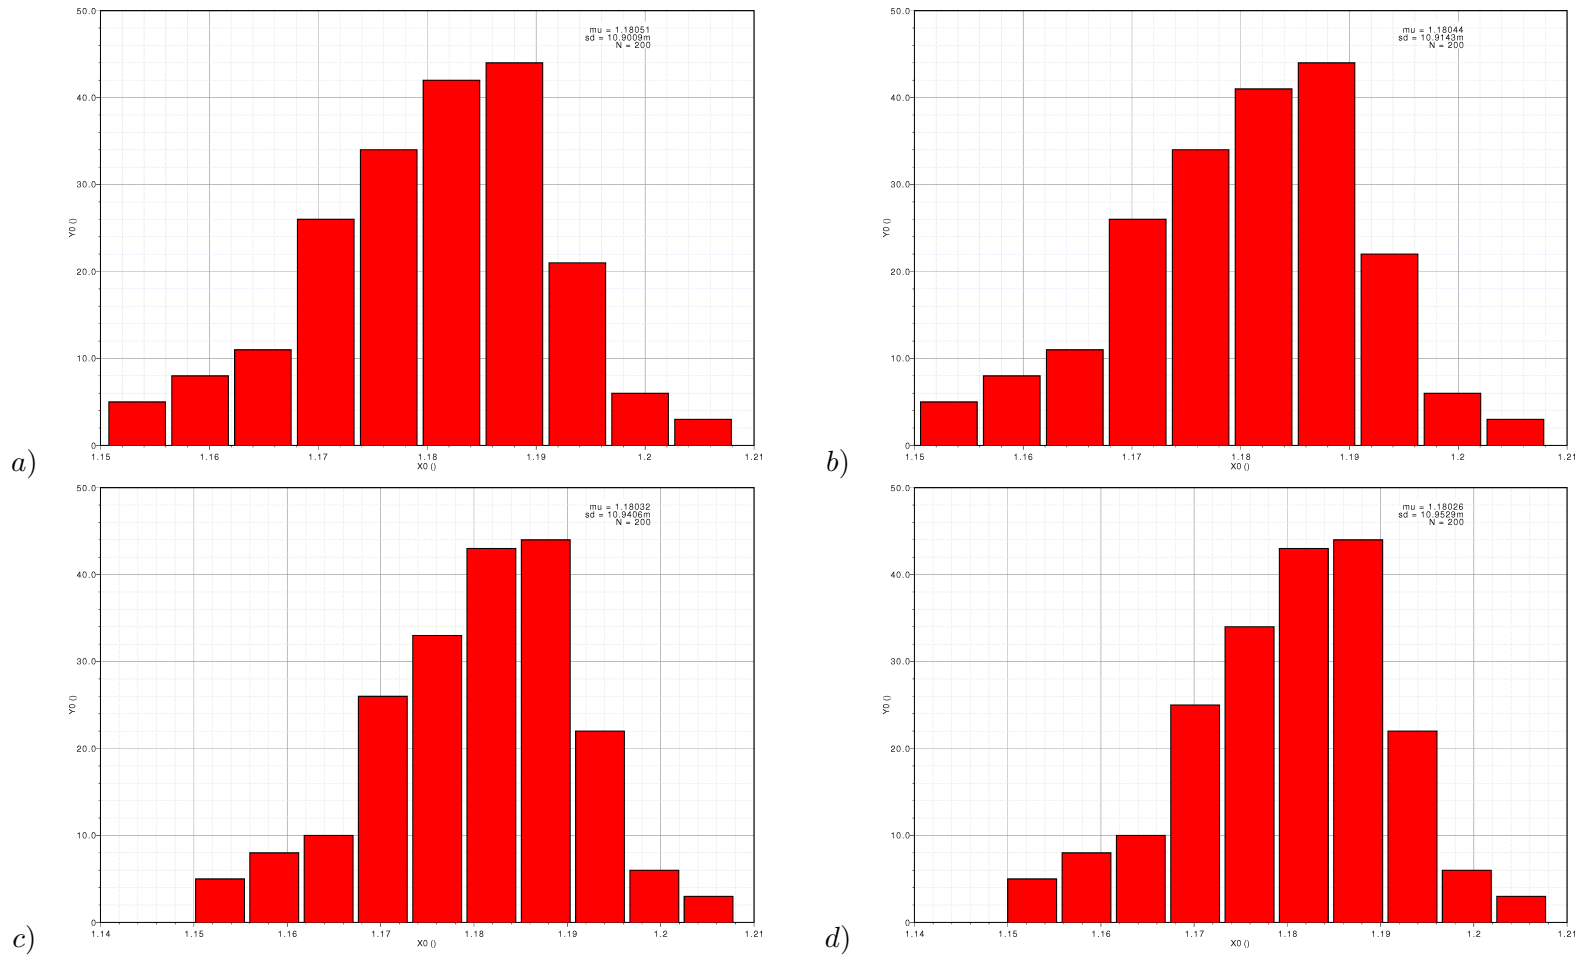 50.0
mu = 1.18051
sd = 10.9009m
N = 200
40.0
30.0
Y0 ()
20.0
10.0
0
1.15 1.16 1.17 1.18 1.19 1.2 1.21
X0 ()
a)
50.0
mu = 1.18044
sd = 10.9143m
N = 200
40.0
30.0
Y0 ()
20.0
10.0
0
1.15 1.16 1.17 1.18 1.19 1.2 1.21
X0 ()
b)
50.0
mu = 1.18032
sd = 10.9406m
N = 200
40.0
30.0
Y0 ()
20.0
10.0
0
1.14 1.15 1.16 1.17 1.18 1.19 1.2 1.21
X0 ()
c)
50.0
mu = 1.18026
sd = 10.9529m
N = 200
40.0
30.0
Y0 ()
20.0
10.0
0
1.14 1.15 1.16 1.17 1.18 1.19 1.2 1.21
X0 ()
d)